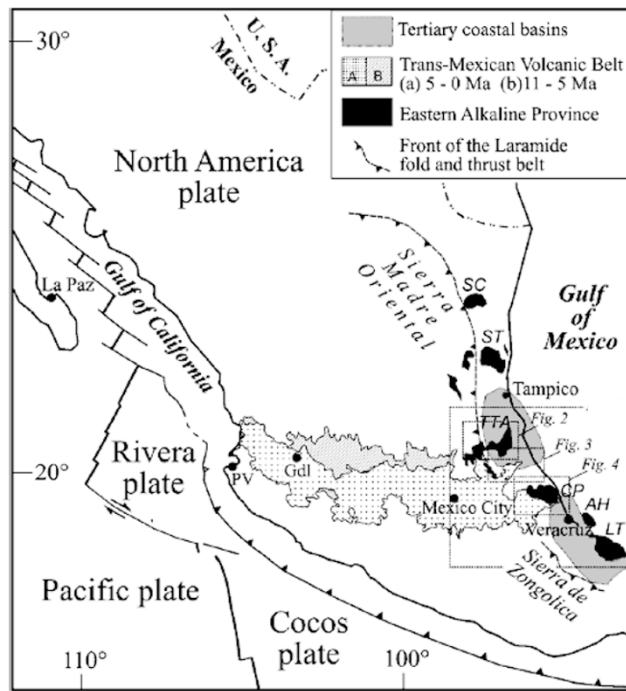 30°
U. S. A.
Mexico
Tertiary coastal basins
A B
Trans-Mexican Volcanic Belt
(a) 5 - 0 Ma (b)11 - 5 Ma
Eastern Alkaline Province
Front of the Laramide
fold and thrust belt
North America
plate
La Paz
Gulf of California
Sierra
Madre
Oriental
SC
ST
Gulf
of
Mexico
Tampico
TTA
Fig. 2
Fig. 3
Fig. 4
Rivera
plate
20°
PV
Gdl
Mexico City
CP
AH
Veracruz
LT
Sierra de
Zongolica
Pacific plate
Cocos
plate
110°
100°